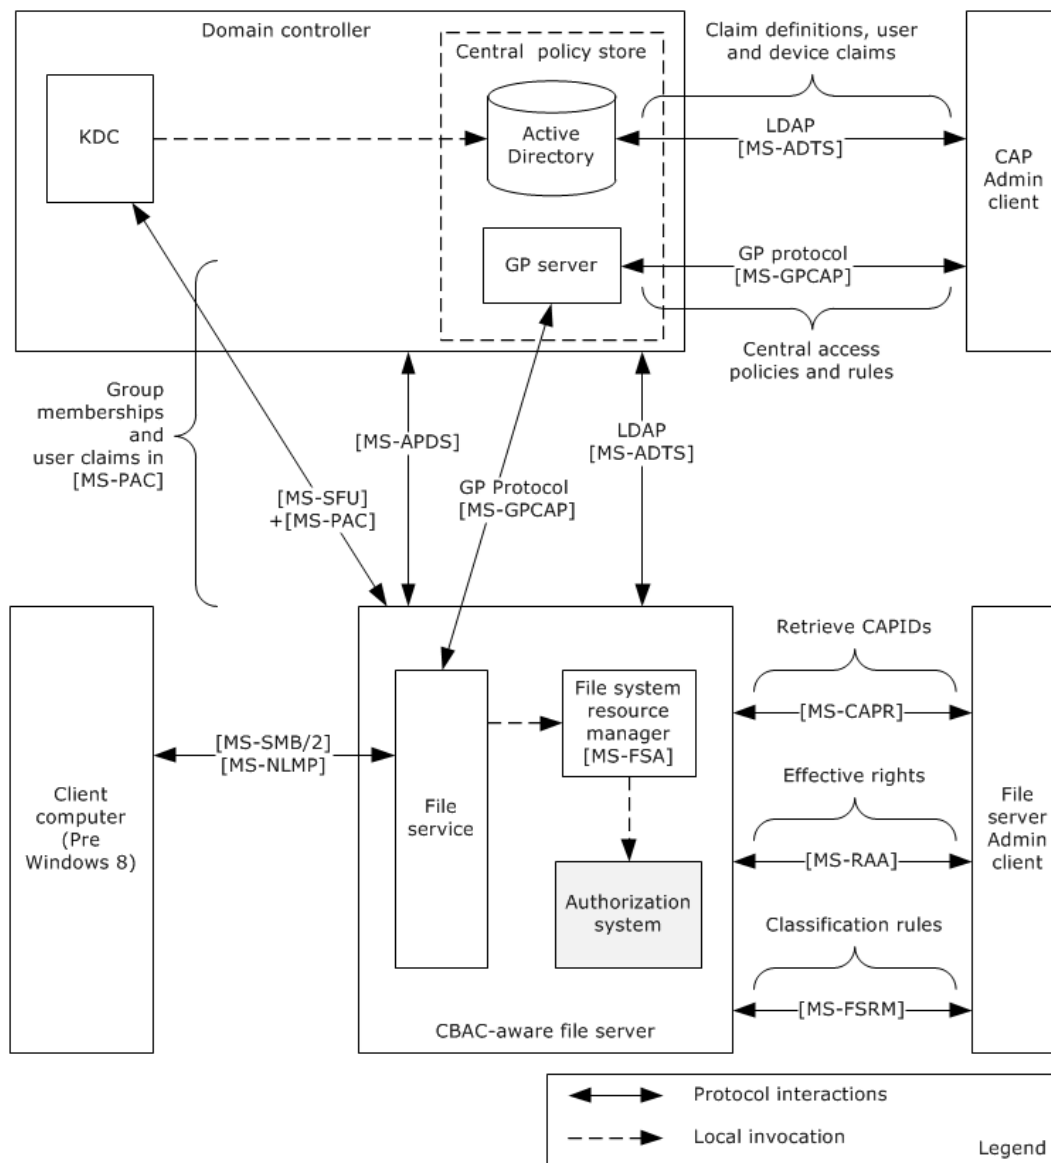 Domain controller
Central policy store
KDC
Active
Directory
GP server
Claim definitions, user
and device claims
LDAP
[MS-ADTS]
GP protocol
[MS-GPCAP]
Central access
policies and rules
CAP
Admin
client
Group
memberships
and
user claims in
[MS-PAC]
[MS-SFU]
+[MS-PAC]
[MS-APDS]
GP Protocol
[MS-GPCAP]
LDAP
[MS-ADTS]
Client
computer
(Pre
Windows 8)
[MS-SMB/2]
[MS-NLMP]
File
service
File system
resource
manager
[MS-FSA]
Authorization
system
CBAC-aware file server
Retrieve CAPIDs
[MS-CAPR]
Effective rights
[MS-RAA]
Classification rules
[MS-FSRM]
File
server
Admin
client
Protocol interactions
Local invocation
Legend